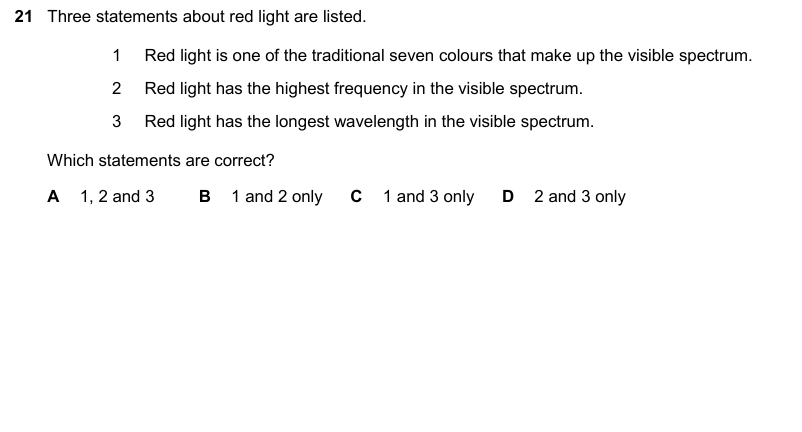 21 Three statements about red light are listed.
1 Red light is one of the traditional seven colours that make up the visible spectrum.
2 Red light has the highest frequency in the visible spectrum.
3 Red light has the longest wavelength in the visible spectrum.
Which statements are correct?
A 1, 2 and 3 B 1 and 2 only C 1 and 3 only D 2 and 3 only